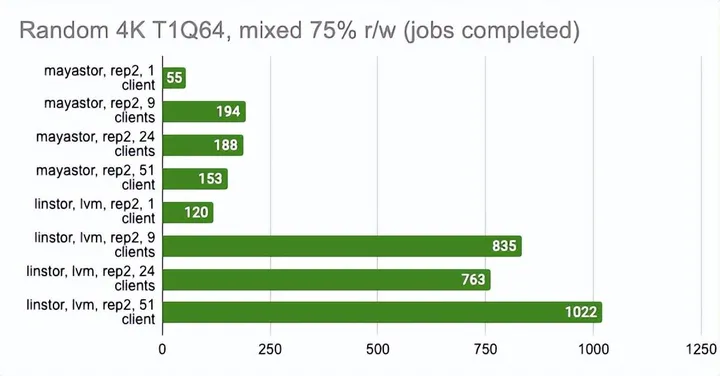 Random 4K T1Q64, mixed 75% r/w (jobs completed)
mayastor, rep2, 1
client
55
mayastor, rep2, 9
clients
194
mayastor, rep2, 24
clients
188
mayastor, rep2, 51
client
153
linstor, lvm, rep2, 1
client
120
linstor, lvm, rep2, 9
clients
835
linstor, lvm, rep2, 24
clients
763
linstor, lvm, rep2, 51
client
1022
0 250 500 750 1000 1250